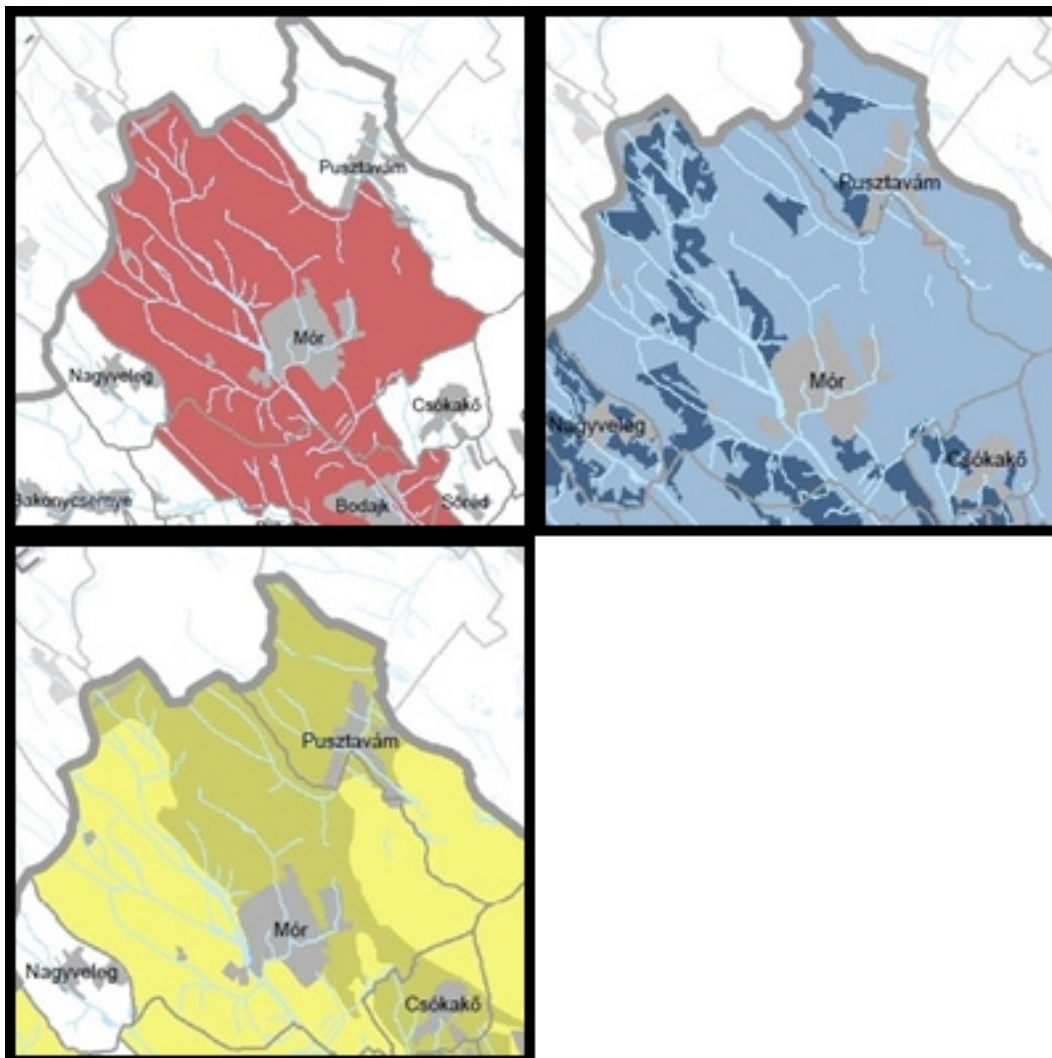 Pusztavám
Mór
Nagyveleg
Csókakő
Bakonycsernye
Bodajk
Söréd
Pusztavám
Mór
Nagyveleg
Csókakő
Pusztavám
Mór
Nagyveleg
Csókakő